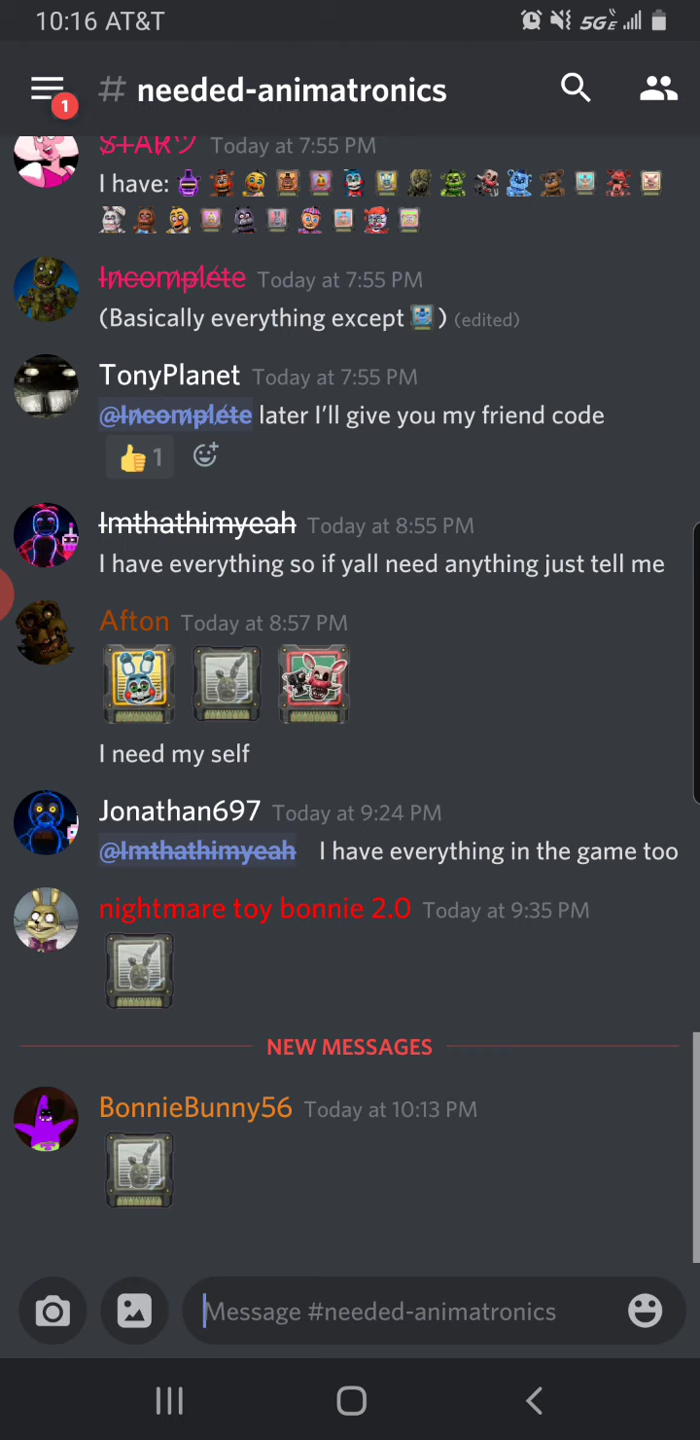 10:16 AT&T
5GE
1
# needed-animatronics
S+ARツ Today at 7:55 PM
I have:
Incomplete Today at 7:55 PM
(Basically everything except ) (edited)
TonyPlanet Today at 7:55 PM
@Incomplete later I’ll give you my friend code
1
Imthathimyeah Today at 8:55 PM
I have everything so if yall need anything just tell me
Afton Today at 8:57 PM
I need my self
Jonathan697 Today at 9:24 PM
@Imthathimyeah I have everything in the game too
nightmare toy bonnie 2.0 Today at 9:35 PM
NEW MESSAGES
BonnieBunny56 Today at 10:13 PM
Message #needed-animatronics